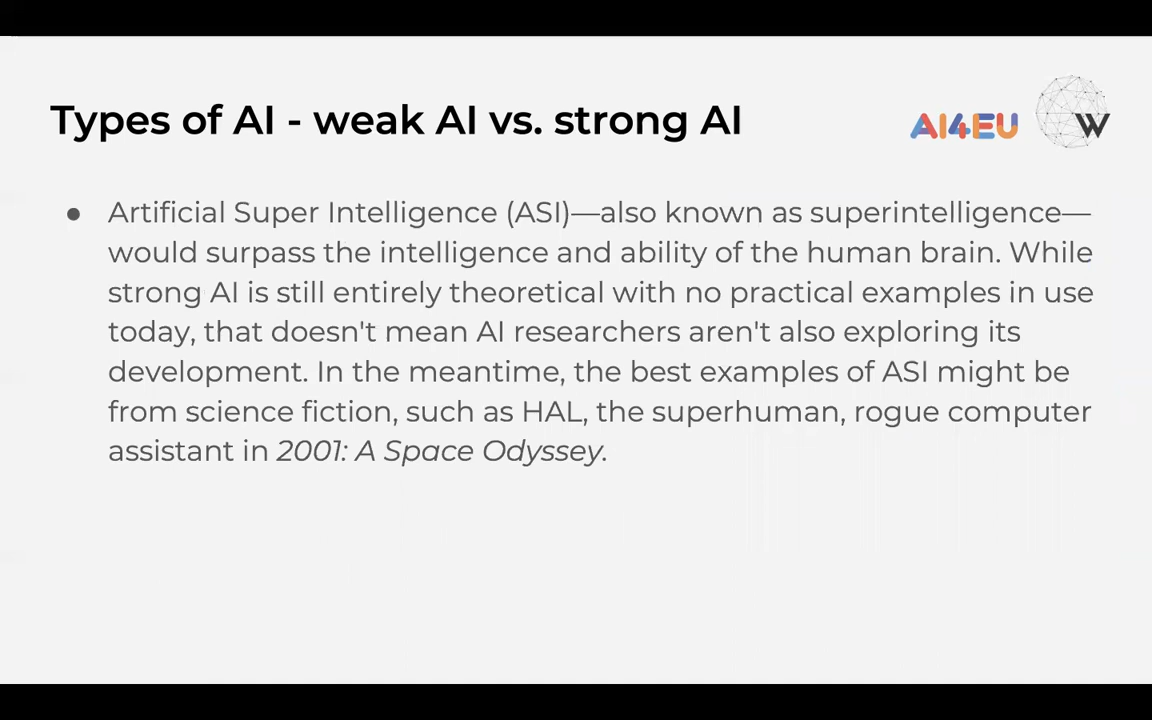 Types of AI - weak AI vs. strong AI
AI4EU
W
● Artificial Super Intelligence (ASI)—also known as superintelligence—
would surpass the intelligence and ability of the human brain. While
strong AI is still entirely theoretical with no practical examples in use
today, that doesn't mean AI researchers aren't also exploring its
development. In the meantime, the best examples of ASI might be
from science fiction, such as HAL, the superhuman, rogue computer
assistant in 2001: A Space Odyssey.